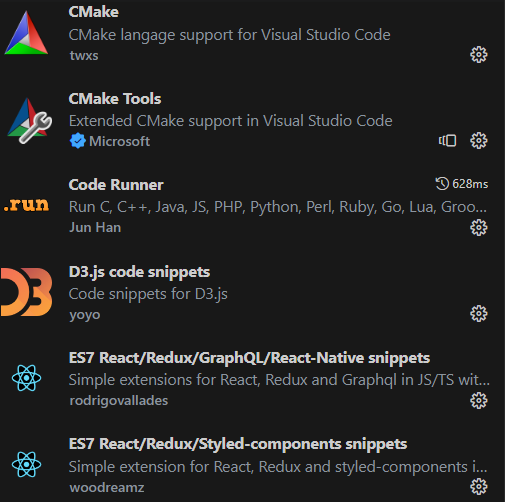 CMake
CMake langage support for Visual Studio Code
twxs
CMake Tools
Extended CMake support in Visual Studio Code
Microsoft
Code Runner 628ms
.run Run C, C++, Java, JS, PHP, Python, Perl, Ruby, Go, Lua, Groo...
Jun Han
D3.js code snippets
D3 Code snippets for D3.js
yoyo
ES7 React/Redux/GraphQL/React-Native snippets
Simple extensions for React, Redux and Graphql in JS/TS wit...
rodrigovallades
ES7 React/Redux/Styled-components snippets
Simple extension for React, Redux and styled-components i...
woodreamz